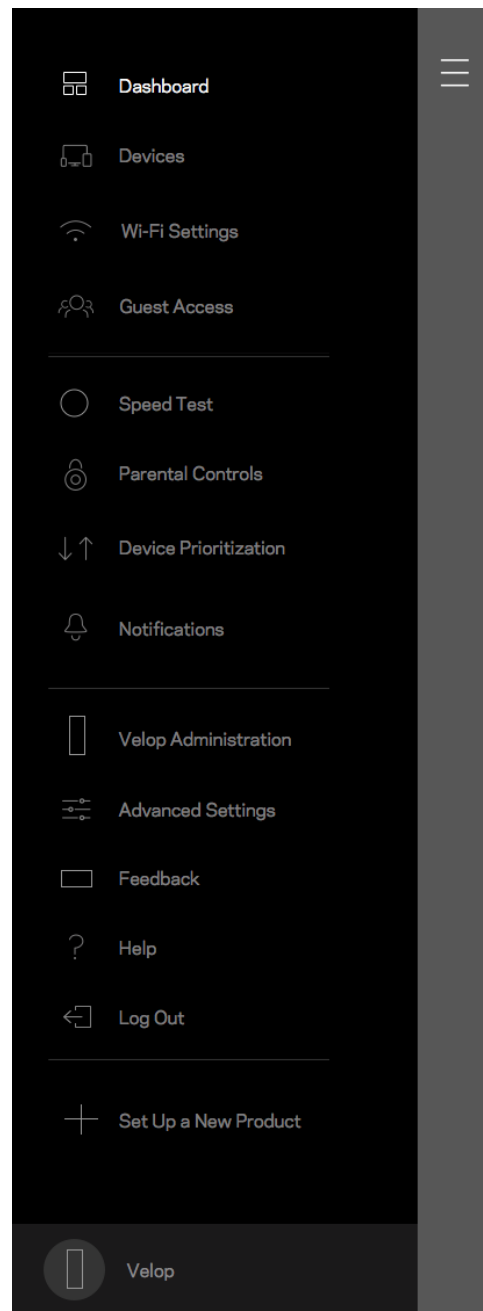 Dashboard
Devices
Wi-Fi Settings
Guest Access
Speed Test
Parental Controls
Device Prioritization
Notifications
Velop Administration
Advanced Settings
Feedback
Help
Log Out
Set Up a New Product
Velop